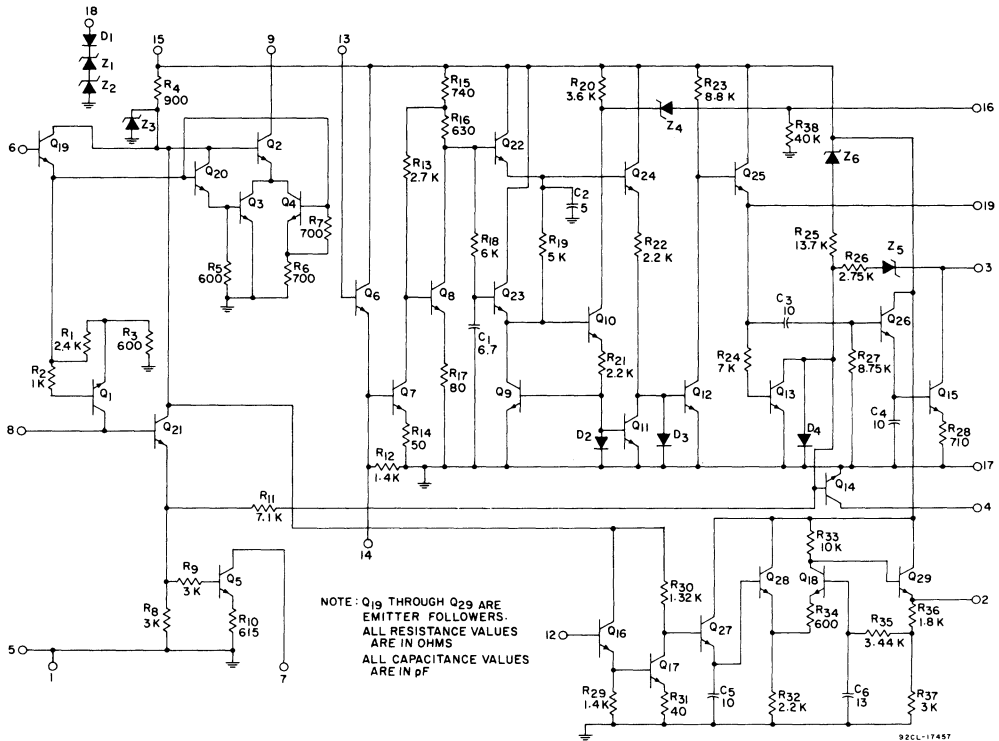 18
D1
Z1
Z2
15
9
13
R4
900
Z3
6
Q19
Q20
Q2
Q3
Q4
R7
700
R5
600
R6
700
R1
2.4 K
R3
600
R2
1K
Q1
8
Q21
R11
7.1 K
R9
3 K
Q5
R8
3 K
R10
615
5
1
7
R15
740
R16
630
R13
2.7 K
Q22
C2
5
R18
6 K
R19
5 K
Q6
Q8
Q23
C1
6.7
R17
80
Q7
R14
50
R12
1.4 K
14
Q9
R20
3.6 K
Z4
Q24
R22
2.2 K
Q10
R21
2.2 K
D2
Q11
D3
Q12
R23
8.8 K
Q25
R38
40 K
16
Z6
19
R25
13.7 K
R26
2.75 K
Z5
3
C3
10
Q26
R24
7 K
Q13
D4
R27
8.75 K
C4
10
Q15
R28
710
17
Q14
4
R33
10 K
Q28
Q18
Q29
2
R34
600
R35
3.44 K
R36
1.8 K
R30
1.32 K
Q27
12
Q16
Q17
R29
1.4 K
R31
40
C5
10
R32
2.2 K
C6
13
R37
3 K
NOTE: Q19 THROUGH Q29 ARE
EMITTER FOLLOWERS.
ALL RESISTANCE VALUES
ARE IN OHMS
ALL CAPACITANCE VALUES
ARE IN pF
92CL-17457